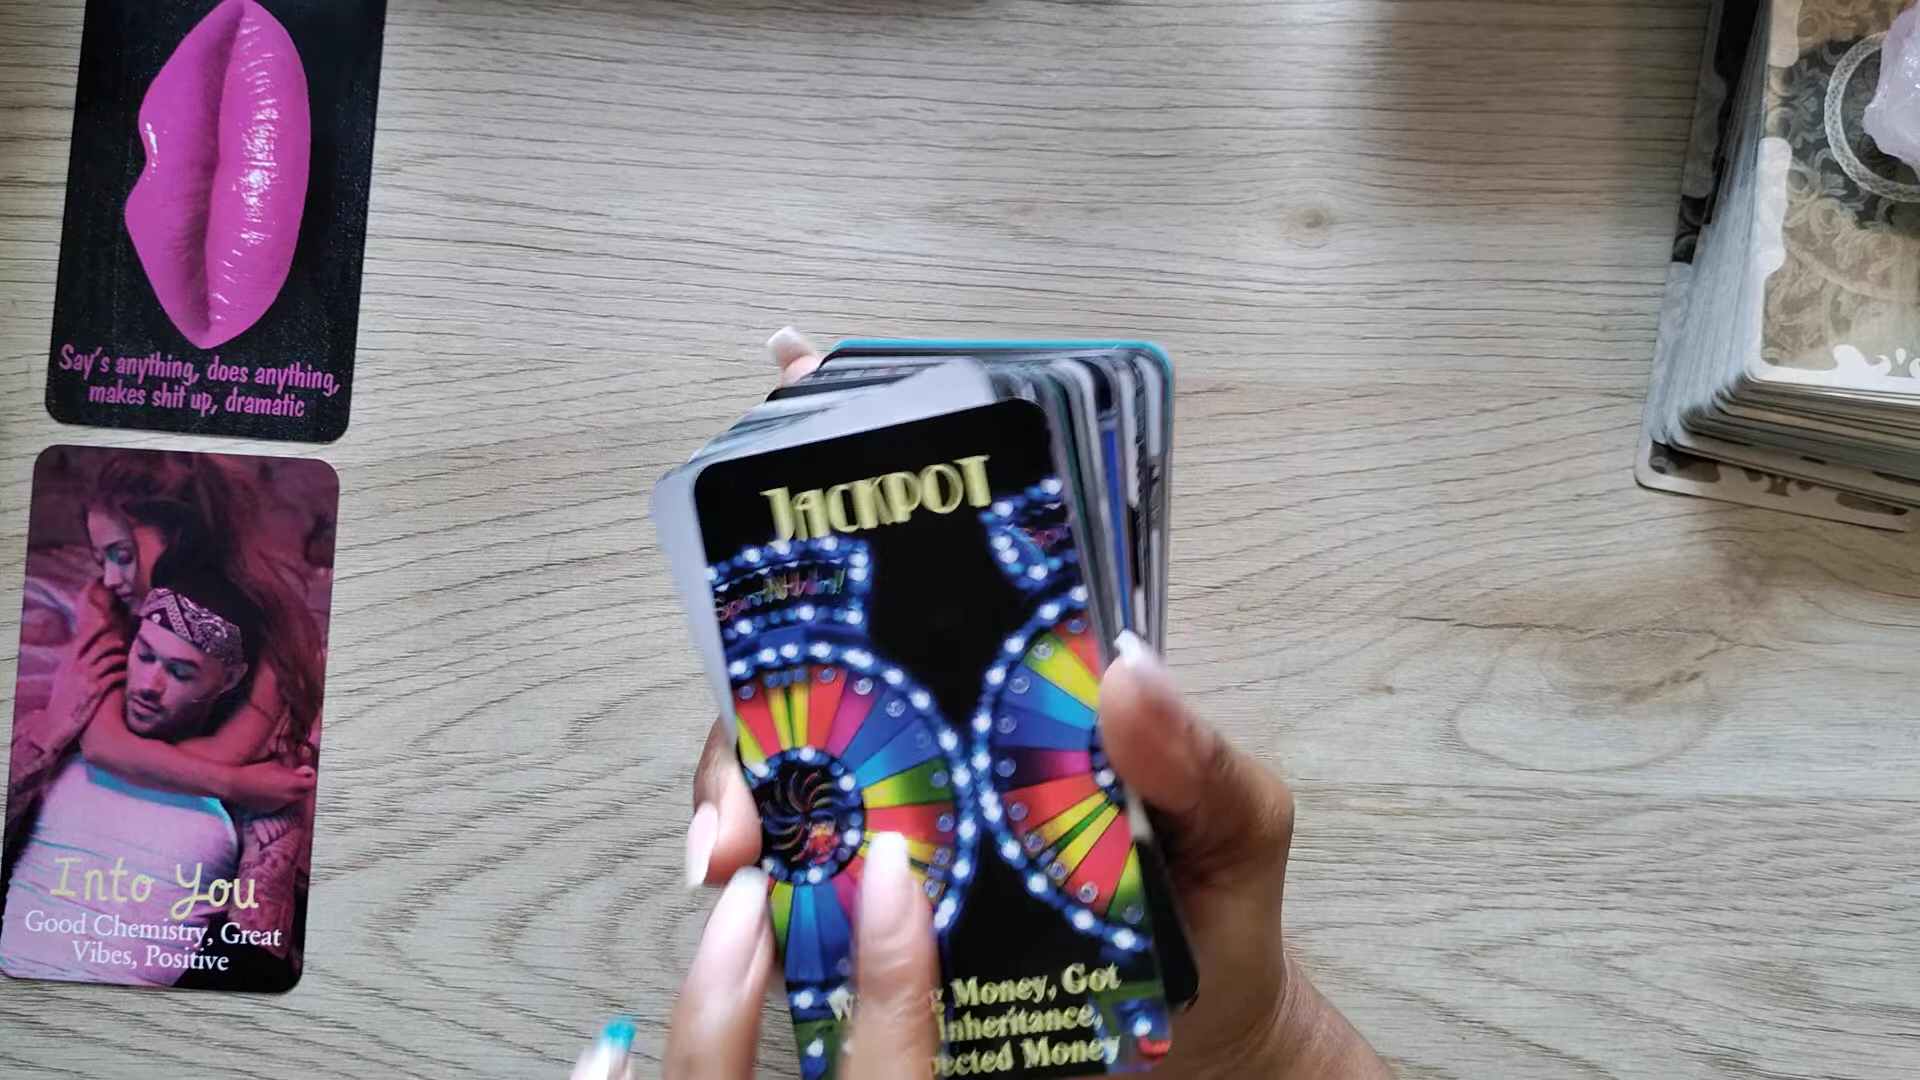 Say's anything, does anything,
makes shit up, dramatic
Into You
Good Chemistry, Great
Vibes, Positive
JACKPOT
Money, Got
Inheritance,
Money